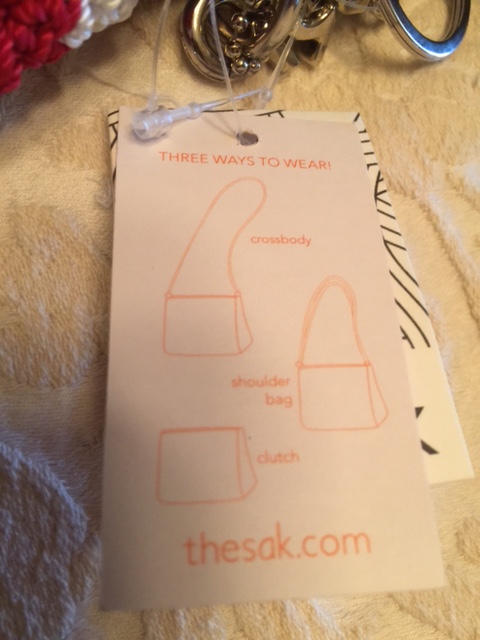 THREE WAYS TO WEAR!
crossbody
shoulder
bag
clutch
thesak.com
K